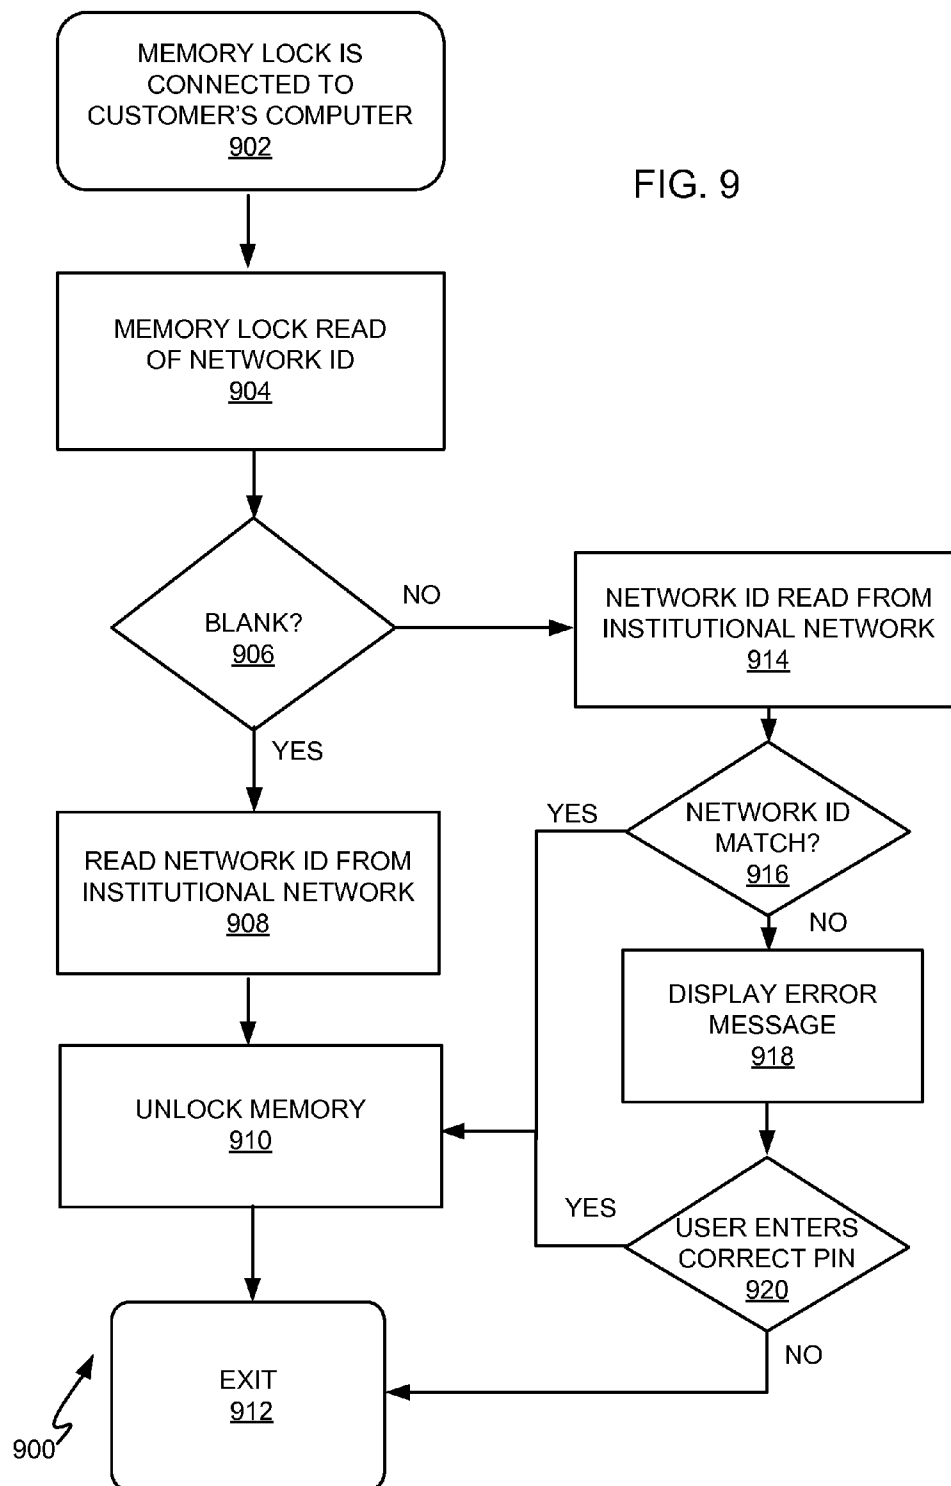 MEMORY LOCK IS
CONNECTED TO
CUSTOMER'S COMPUTER
902
FIG. 9
MEMORY LOCK READ
OF NETWORK ID
904
BLANK?
906
NO
YES
NETWORK ID READ FROM
INSTITUTIONAL NETWORK
914
NETWORK ID
MATCH?
916
YES
NO
READ NETWORK ID FROM
INSTITUTIONAL NETWORK
908
DISPLAY ERROR
MESSAGE
918
UNLOCK MEMORY
910
USER ENTERS
CORRECT PIN
920
YES
NO
EXIT
912
900